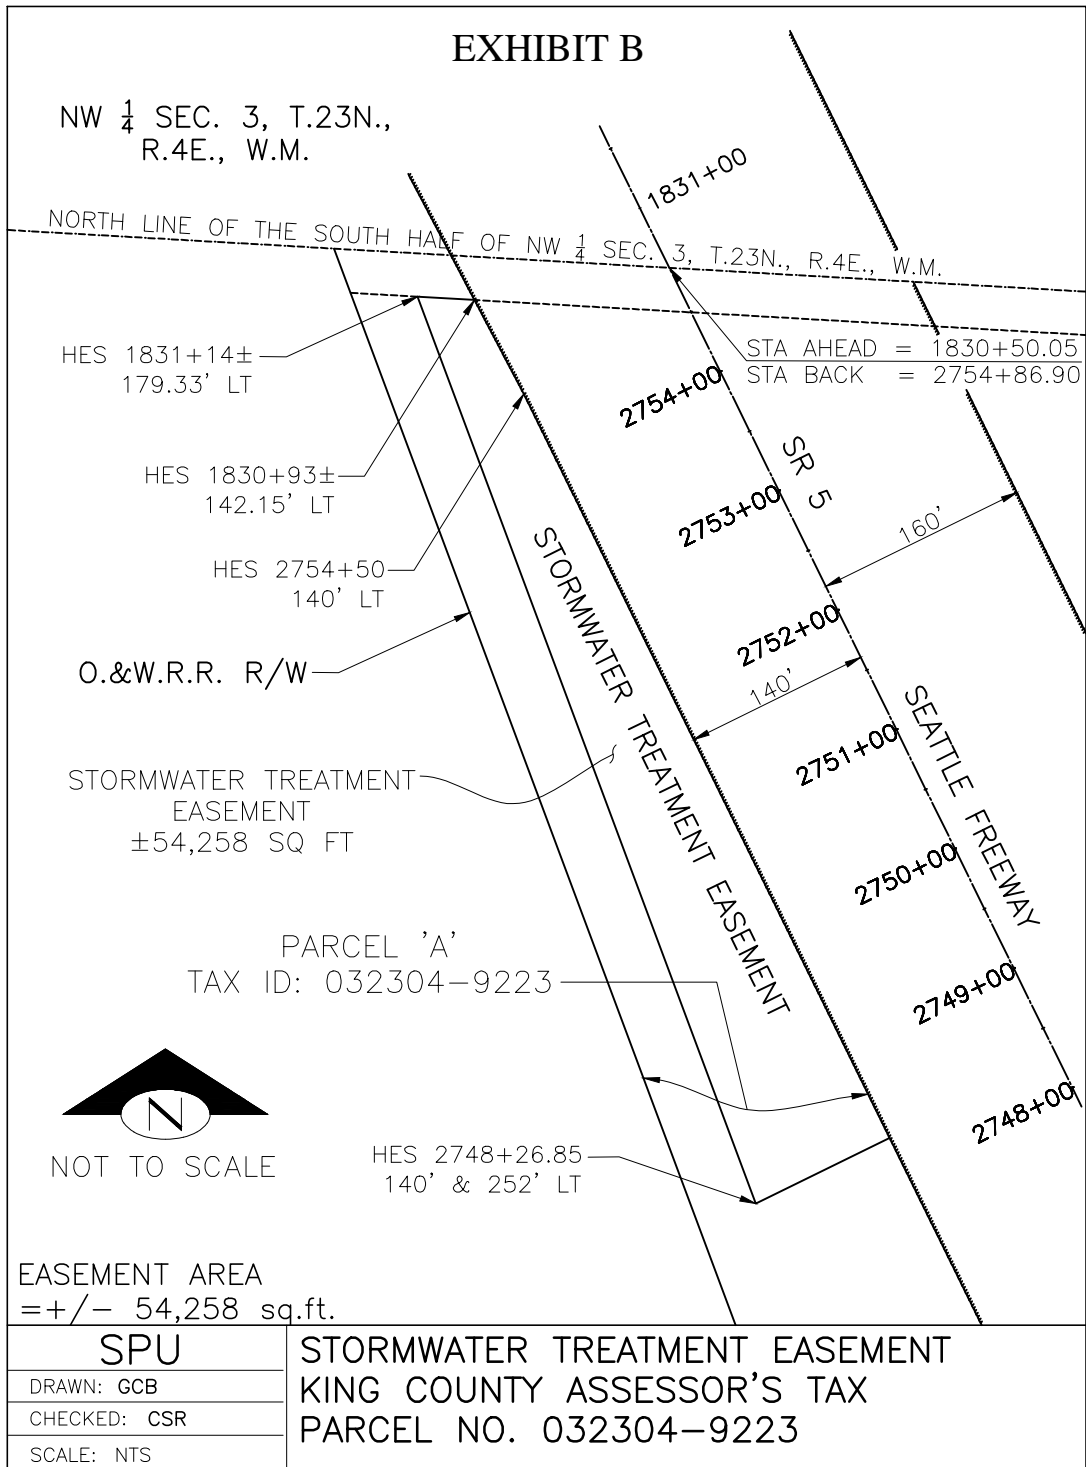 EXHIBIT B
NW 1/4 SEC. 3, T.23N.,
R.4E., W.M.
1831+00
NORTH LINE OF THE SOUTH HALF OF NW 1/4 SEC. 3, T.23N., R.4E., W.M.
HES 1831+14±
179.33' LT
STA AHEAD = 1830+50.05
STA BACK = 2754+86.90
2754+00
SR 5
HES 1830+93±
142.15' LT
2753+00
160'
HES 2754+50
140' LT
STORMWATER TREATMENT EASEMENT
2752+00
O.&W.R.R. R/W
140'
SEATTLE FREEWAY
2751+00
STORMWATER TREATMENT
EASEMENT
±54,258 SQ FT
2750+00
PARCEL 'A'
TAX ID: 032304-9223
2749+00
2748+00
N
NOT TO SCALE
HES 2748+26.85
140' & 252' LT
EASEMENT AREA
=+/- 54,258 sq.ft.
SPU
DRAWN: GCB
CHECKED: CSR
SCALE: NTS
STORMWATER TREATMENT EASEMENT
KING COUNTY ASSESSOR'S TAX
PARCEL NO. 032304-9223